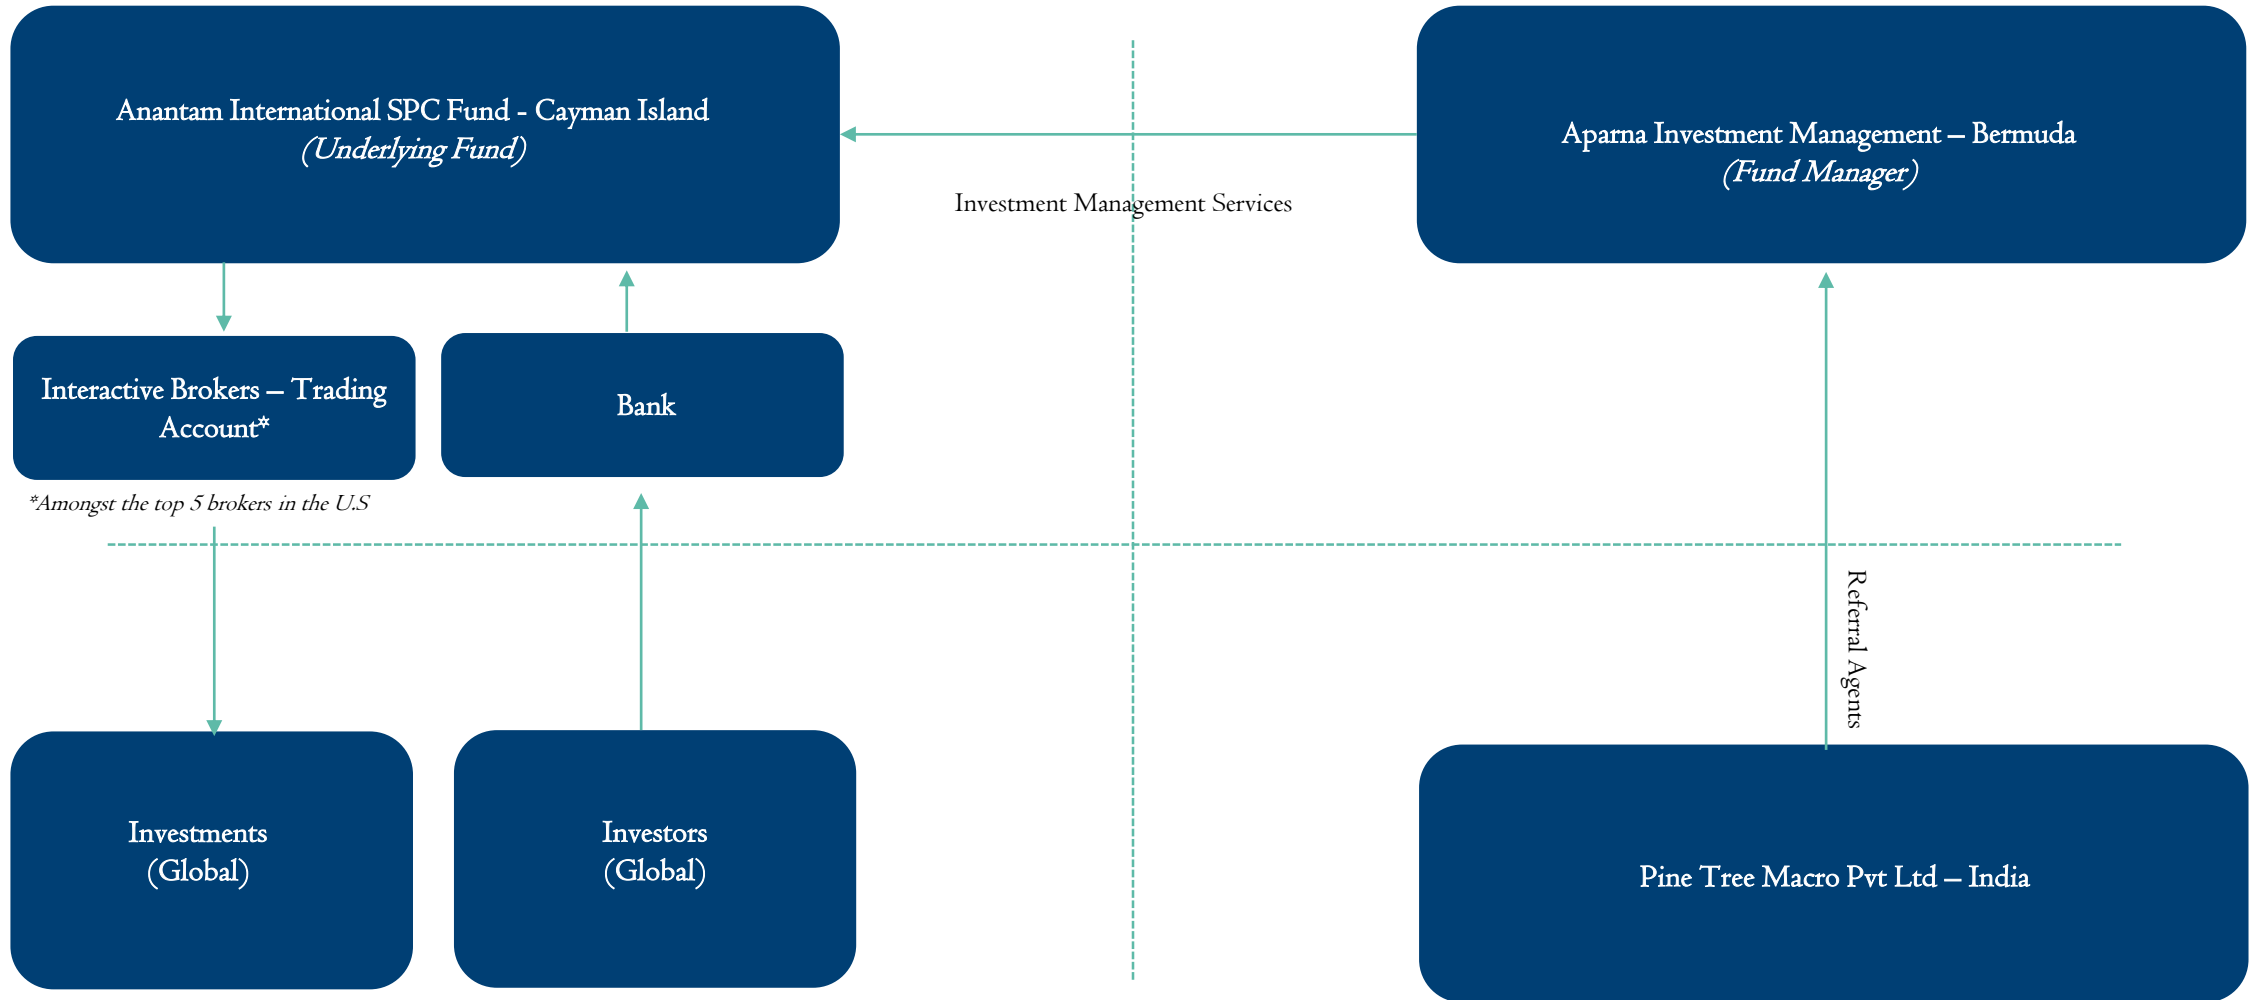 Anantam International SPC Fund - Cayman Island
(Underlying Fund)
Aparna Investment Management – Bermuda
(Fund Manager)
Investment Management Services
Interactive Brokers – Trading
Account*
Bank
*Amongst the top 5 brokers in the U.S
Referral Agents
Investments
(Global)
Investors
(Global)
Pine Tree Macro Pvt Ltd – India